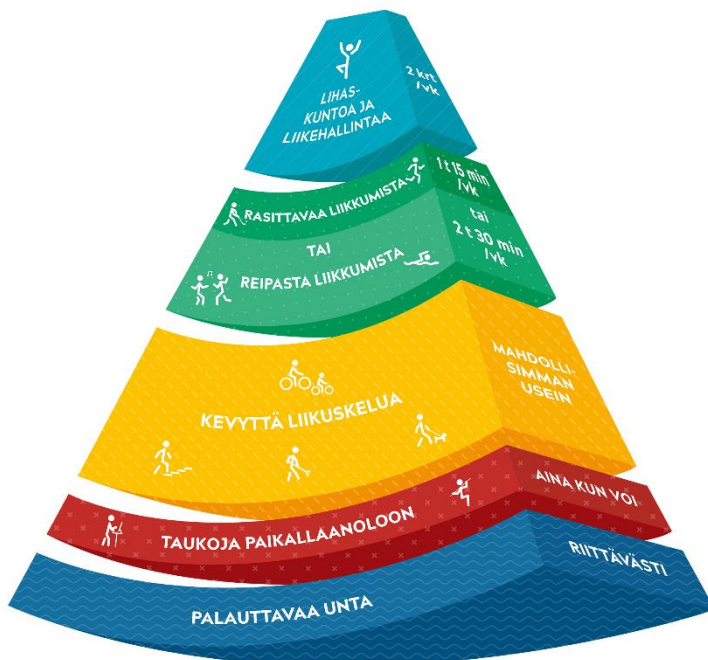 LIHAS-
KUNTOA JA
LIIKEHALLINTAA
2 krt
/vk
RASITTAVAA LIIKKUMISTA
1 t 15 min
/vk
TAI
REIPASTA LIIKKUMISTA
tai
2 t 30 min
/vk
KEVYTTÄ LIIKUSKELUA
MAHDOLLI-
SIMMAN
USEIN
TAUKOJA PAIKALLAANOLOON
AINA KUN VOI
PALAUTTAVAA UNTA
RIITTÄVÄSTI